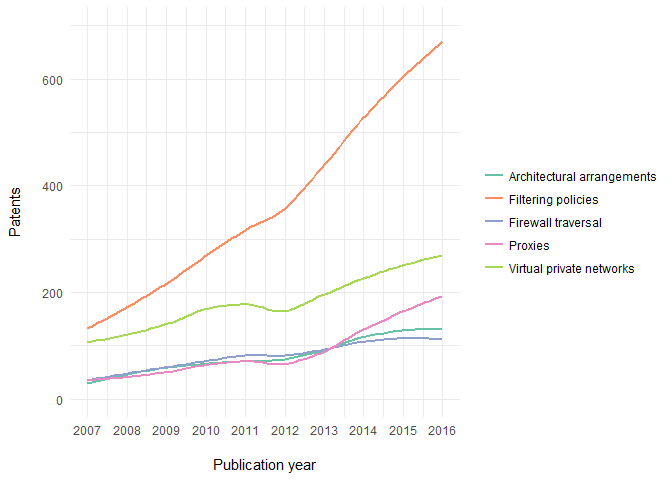 Patents
600
400
200
0
2007 2008 2009 2010 2011 2012 2013 2014 2015 2016
Publication year
Architectural arrangements
Filtering policies
Firewall traversal
Proxies
Virtual private networks